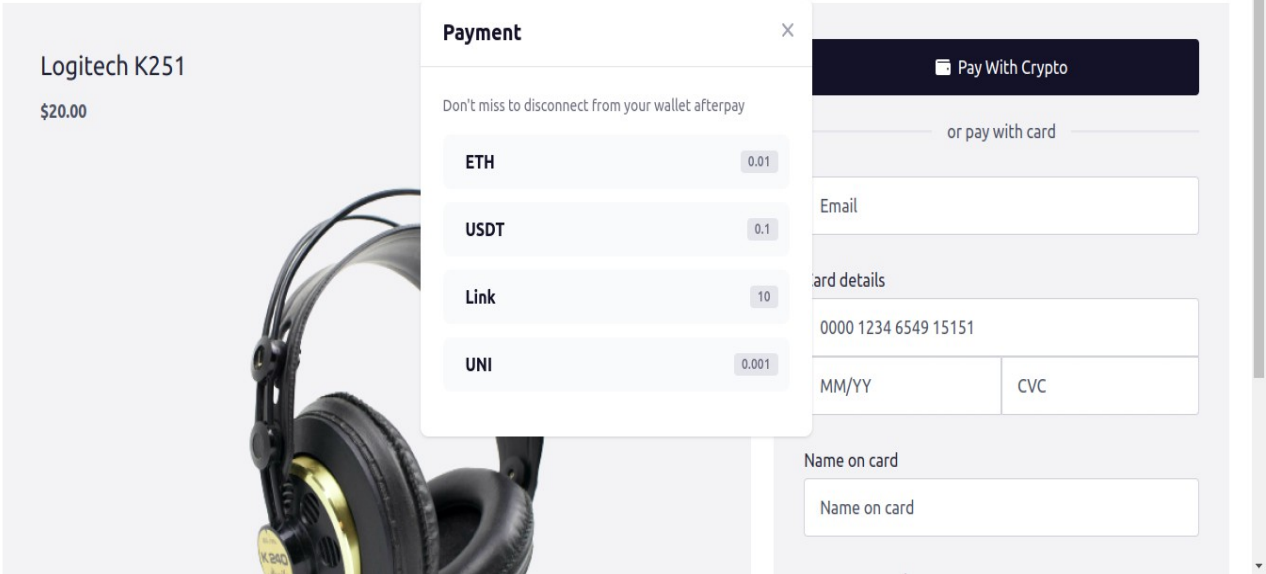 Logitech K251
$20.00
K 240
Payment
Don't miss to disconnect from your wallet afterpay
ETH 0.01
USDT 0.1
Link 10
UNI 0.001
Pay With Crypto
or pay with card
Email
Card details
0000 1234 6549 15151
MM/YY CVC
Name on card
Name on card